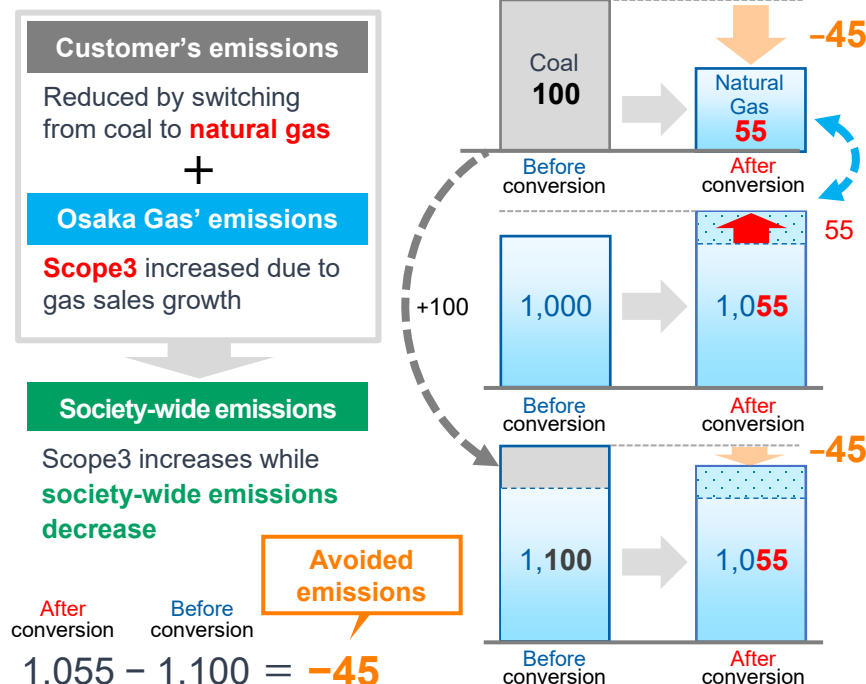 Customer’s emissions
Reduced by switching
from coal to natural gas
+
Osaka Gas’ emissions
Scope3 increased due to
gas sales growth
Society-wide emissions
Scope3 increases while
society-wide emissions
decrease
Avoided
emissions
After
conversion
Before
conversion
1,055 − 1,100 = −45
Coal
100
Natural
Gas
55
−45
Before
conversion
After
conversion
+100
1,000
1,055
55
Before
conversion
After
conversion
1,100
1,055
−45
Before
conversion
After
conversion